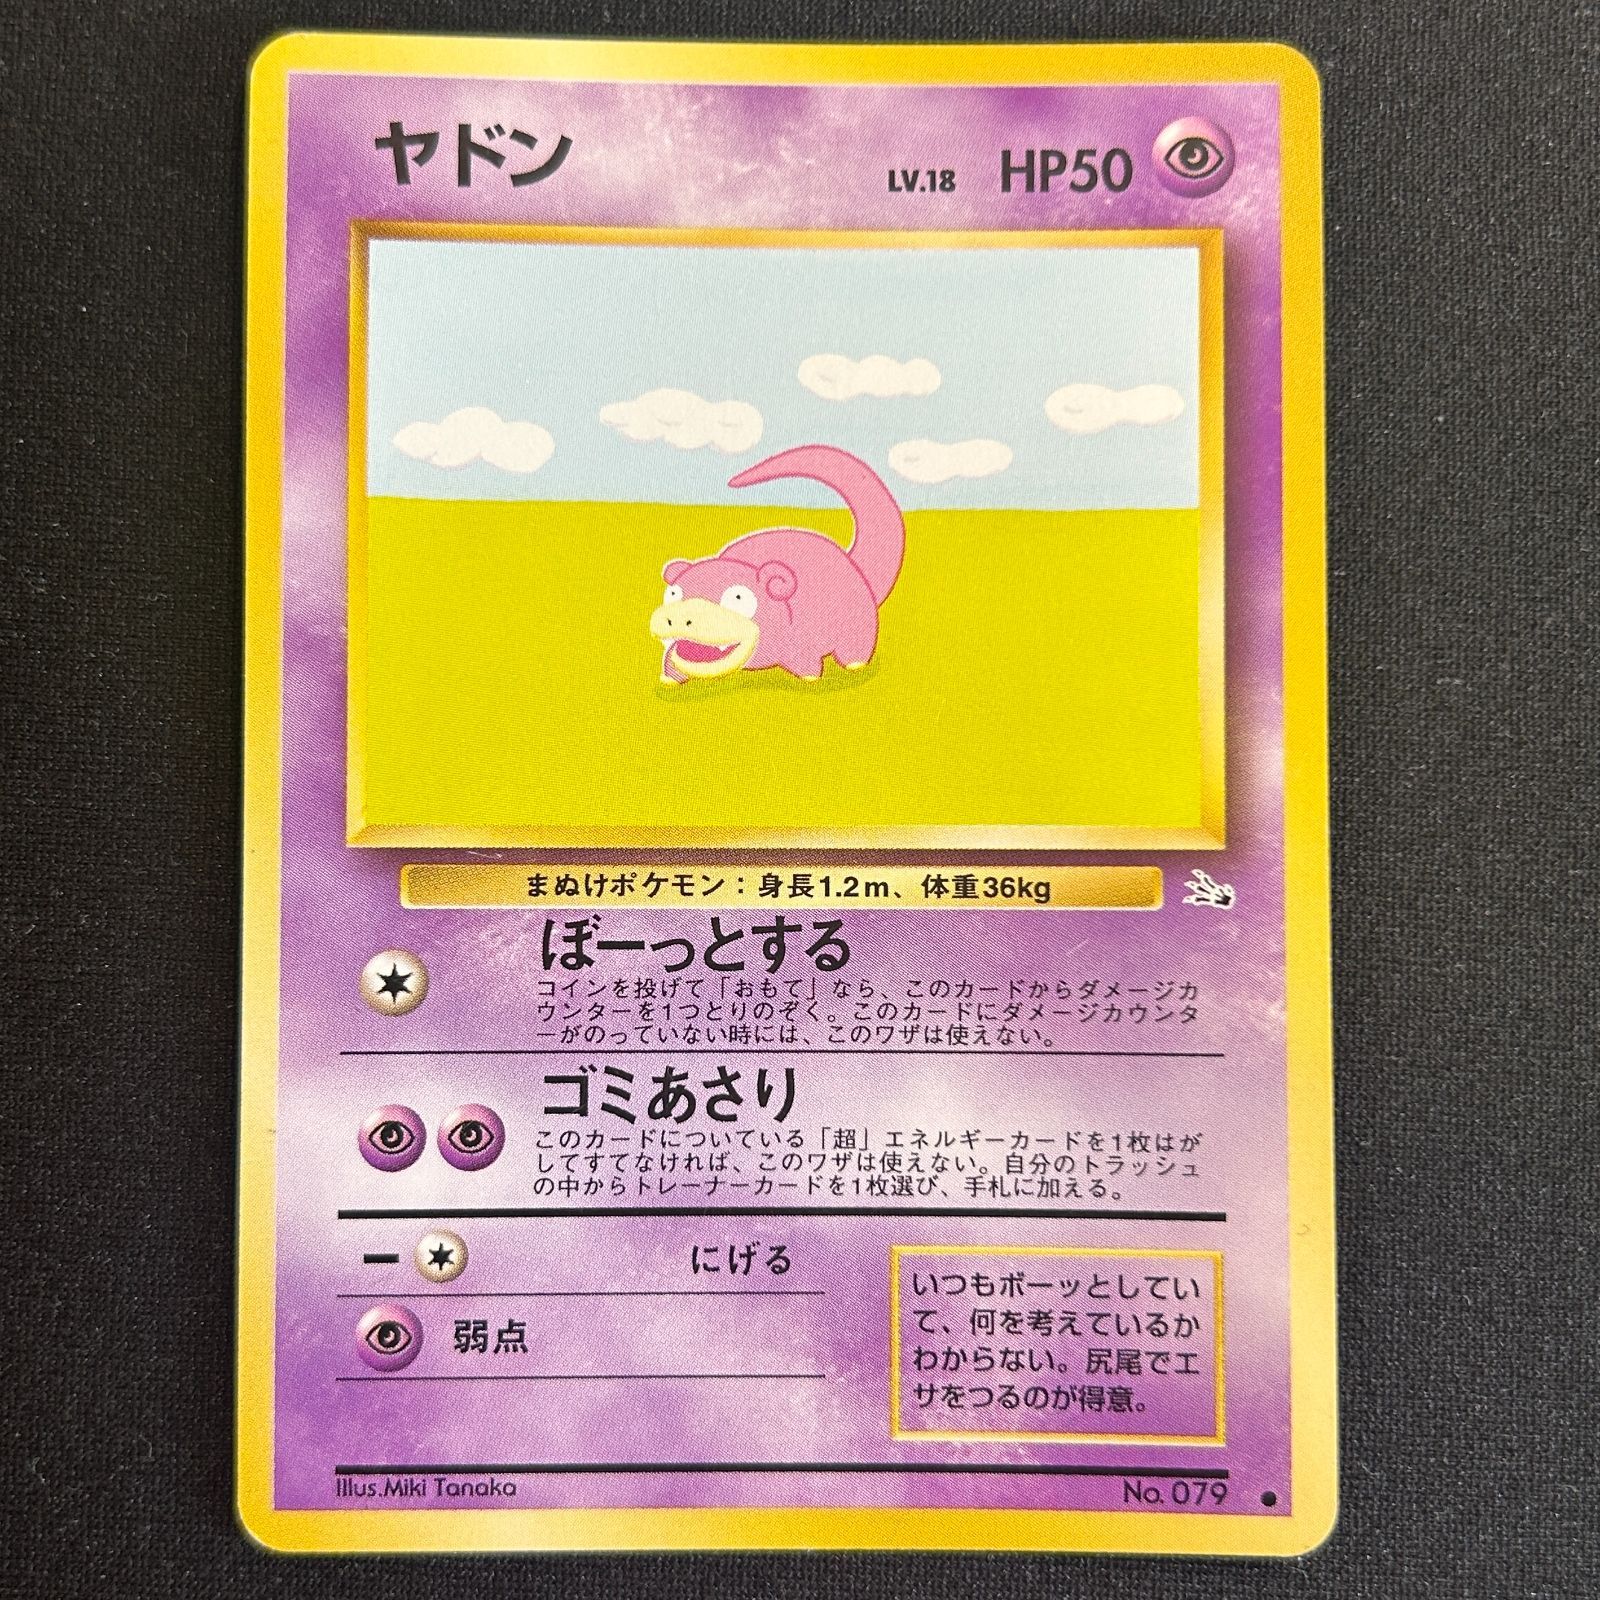 ヤドン
LV.18 HP50
まぬけポケモン：身長1.2m、体重36kg
ぼーっとする
コインを投げて「おもて」なら、このカードからダメージカ
ウンターを1つとりのぞく。このカードにダメージカウンタ
ーがのっていない時には、このワザは使えない。
ゴミあさり
このカードについている「超」エネルギーカードを1枚はが
してすてなければ、このワザは使えない。自分のトラッシュ
の中からトレーナーカードを1枚選び、手札に加える。
ー にげる
弱点
いつもボーッとしてい
て、何を考えているか
わからない。尻尾でエ
サをつるのが得意。
Illus.Miki Tanaka
No. 079